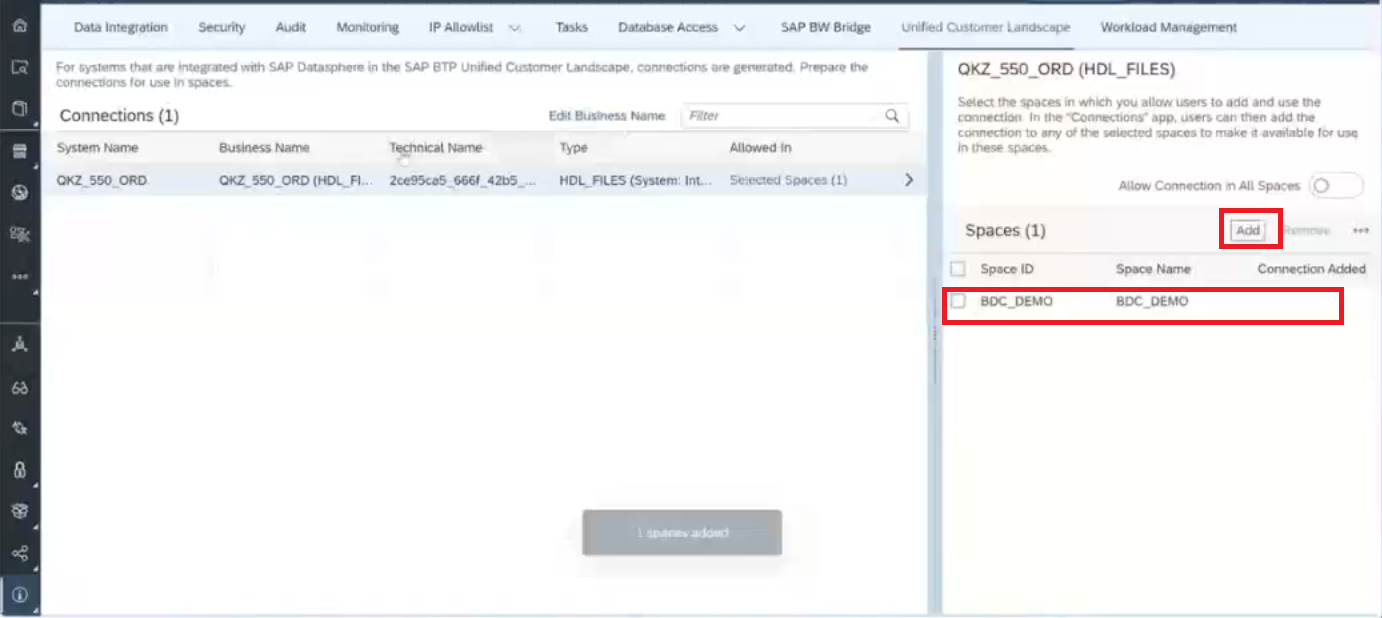 Data Integration Security Audit Monitoring IP Allowlist Tasks Database Access SAP BW Bridge Unified Customer Landscape Workload Management
For systems that are integrated with SAP Datasphere in the SAP BTP Unified Customer Landscape, connections are generated. Prepare the
connections for use in spaces.
Connections (1) Edit Business Name Filter
System Name Business Name Technical Name Type Allowed In
QKZ_550_ORD QKZ_550_ORD (HDL_FI... 2ce95ca5_666f_42b5_... HDL_FILES (System: Int... Selected Spaces (1)
1 spaces added
QKZ_550_ORD (HDL_FILES)
Select the spaces in which you allow users to add and use the
connection. In the "Connections" app, users can then add the
connection to any of the selected spaces to make it available for use
in these spaces.
Allow Connection in All Spaces
Spaces (1) Add Remove
Space ID Space Name Connection Added
BDC_DEMO BDC_DEMO